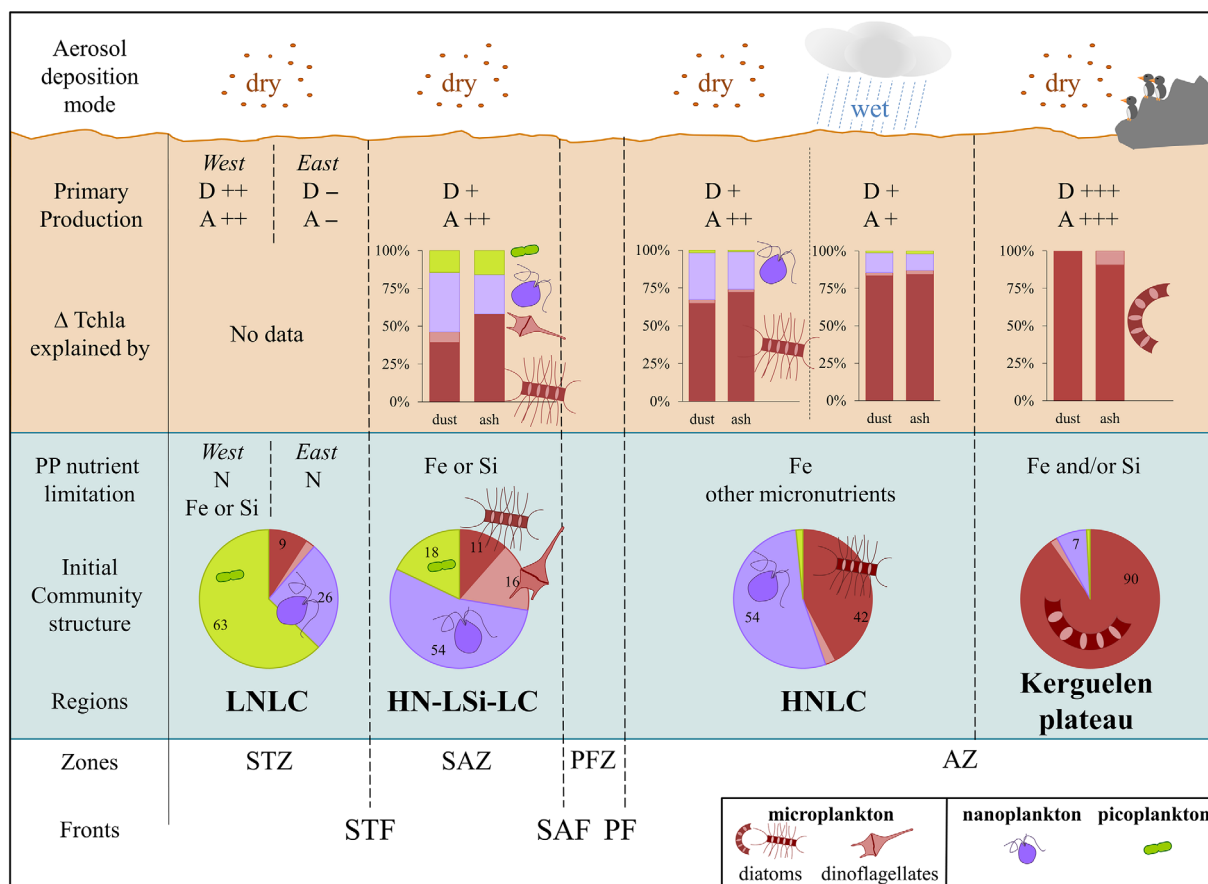 Aerosol
deposition
mode
dry
dry
dry
wet
dry
Primary
Production
West
East
D ++
D –
A ++
A –
D +
A ++
D +
A ++
D +
A +
D +++
A +++
Δ Tchla
explained by
No data
100%
75%
50%
25%
0%
dust
ash
100%
75%
50%
25%
0%
dust
ash
100%
75%
50%
25%
0%
dust
ash
100%
75%
50%
25%
0%
dust
ash
PP nutrient
limitation
West
East
N
N
Fe or Si
Fe or Si
Fe
other micronutrients
Fe and/or Si
Initial
Community
structure
9
26
63
11
16
54
18
42
54
90
7
Regions
LNLC
HN-LSi-LC
HNLC
Kerguelen
plateau
Zones
STZ
SAZ
PFZ
AZ
Fronts
STF
SAF
PF
microplankton
nanoplankton
picoplankton
diatoms
dinoflagellates